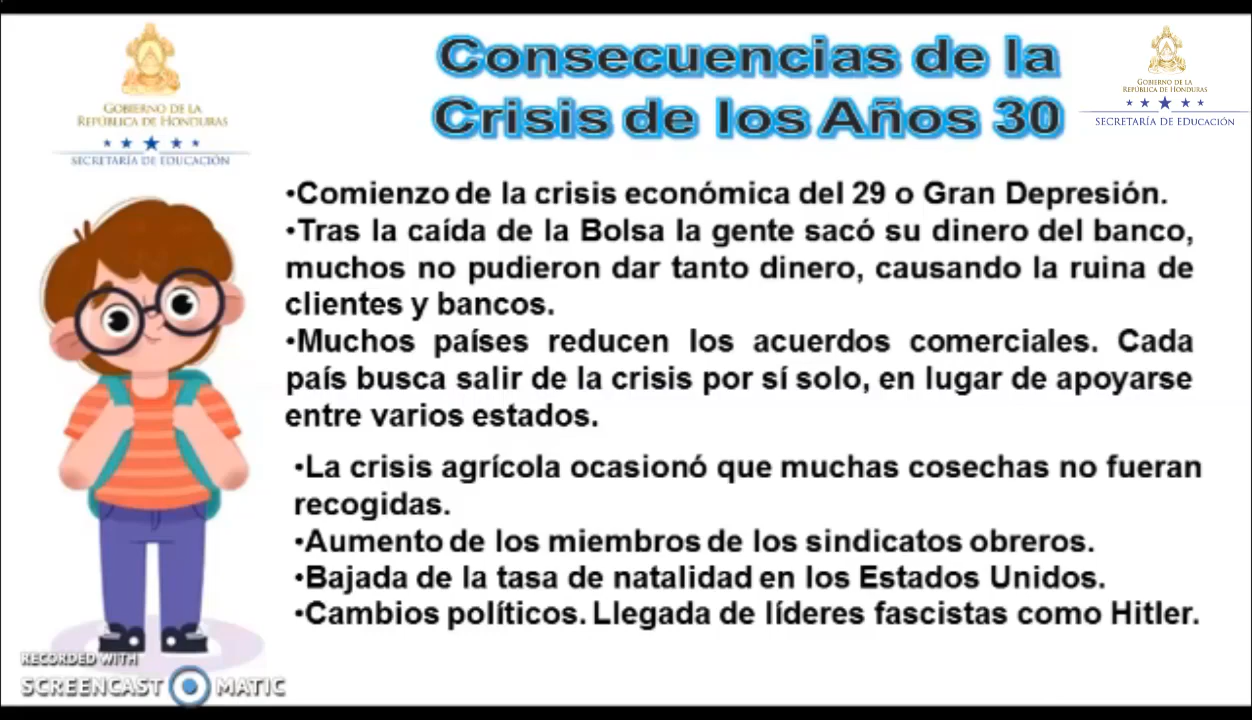 Consecuencias de la
Crisis de los Años 30
GOBIERNO DE LA
REPÚBLICA DE HONDURAS
SECRETARÍA DE EDUCACIÓN
GOBIERNO DE LA
REPÚBLICA DE HONDURAS
SECRETARÍA DE EDUCACIÓN
•Comienzo de la crisis económica del 29 o Gran Depresión.
•Tras la caída de la Bolsa la gente sacó su dinero del banco,
muchos no pudieron dar tanto dinero, causando la ruina de
clientes y bancos.
•Muchos países reducen los acuerdos comerciales. Cada
país busca salir de la crisis por sí solo, en lugar de apoyarse
entre varios estados.
•La crisis agrícola ocasionó que muchas cosechas no fueran
recogidas.
•Aumento de los miembros de los sindicatos obreros.
•Bajada de la tasa de natalidad en los Estados Unidos.
•Cambios políticos. Llegada de líderes fascistas como Hitler.
RECORDED WITH
SCREENCAST MATIC